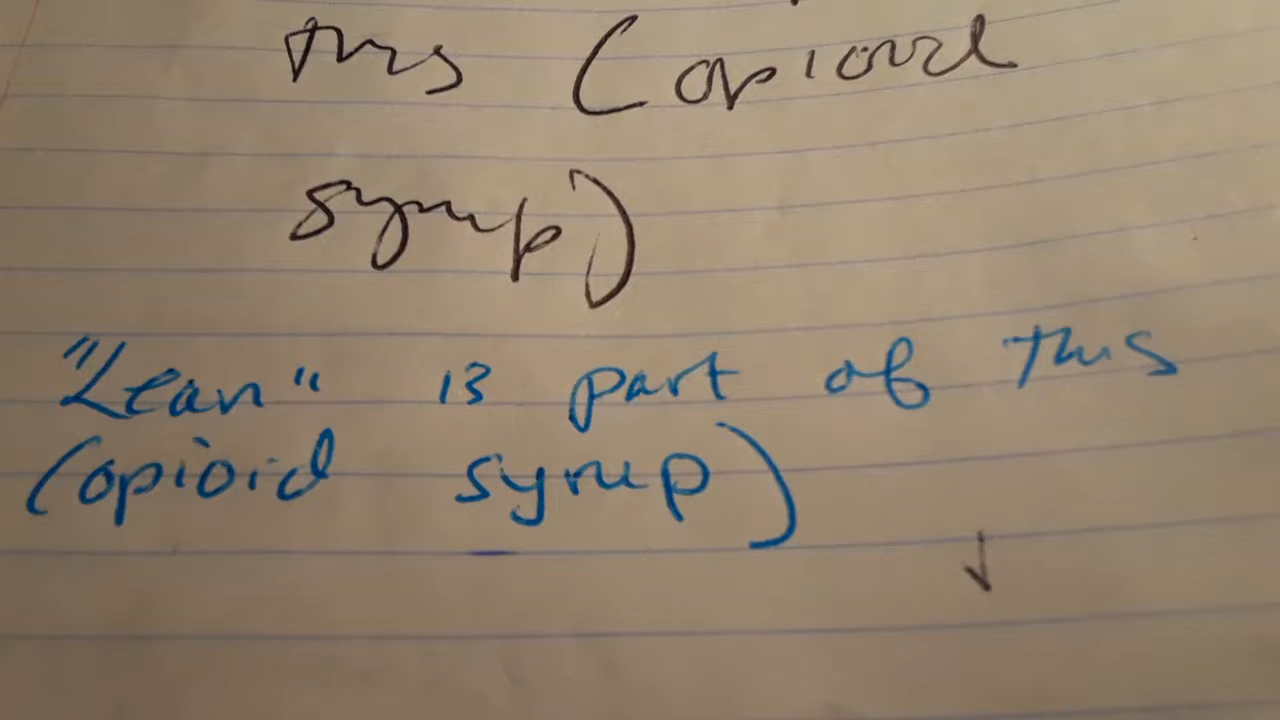 this (opioid
syrup)
"Lean" is part of this
(opioid syrup)